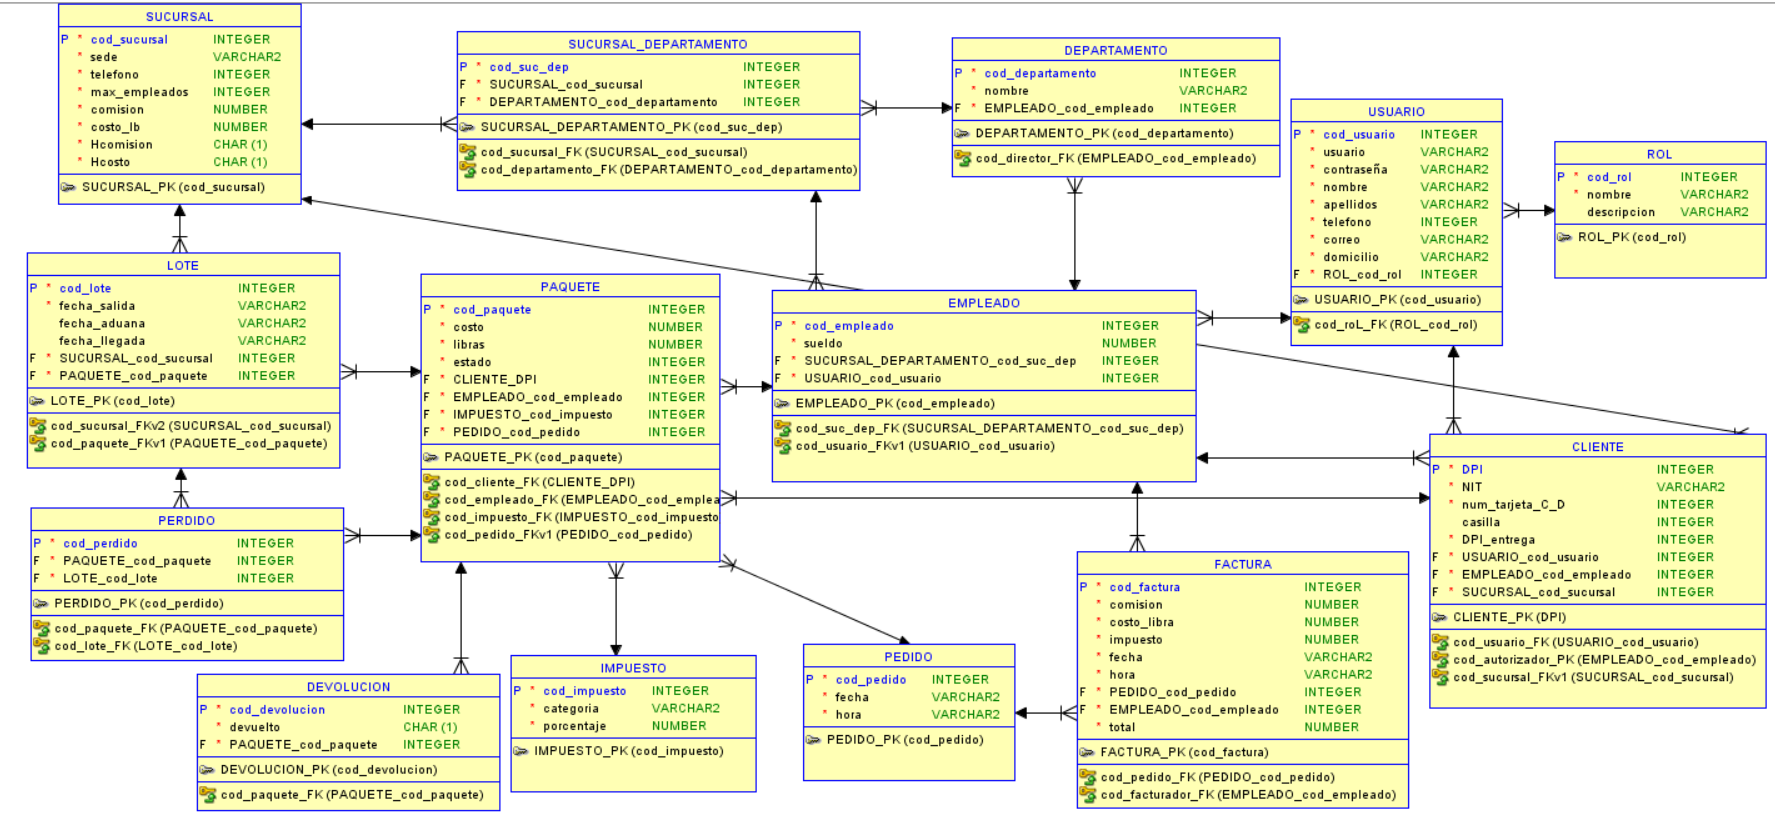 SUCURSAL
P * cod_sucursal INTEGER
* sede VARCHAR2
* telefono INTEGER
* max_empleados INTEGER
* comision NUMBER
* costo_lb NUMBER
* Hcomision CHAR (1)
* Hcosto CHAR (1)
SUCURSAL_PK (cod_sucursal)
SUCURSAL_DEPARTAMENTO
P * cod_suc_dep INTEGER
F * SUCURSAL_cod_sucursal INTEGER
F * DEPARTAMENTO_cod_departamento INTEGER
SUCURSAL_DEPARTAMENTO_PK (cod_suc_dep)
cod_sucursal_FK (SUCURSAL_cod_sucursal)
cod_departamento_FK (DEPARTAMENTO_cod_departamento)
DEPARTAMENTO
P * cod_departamento INTEGER
* nombre VARCHAR2
F * EMPLEADO_cod_empleado INTEGER
DEPARTAMENTO_PK (cod_departamento)
cod_director_FK (EMPLEADO_cod_empleado)
USUARIO
P * cod_usuario INTEGER
* usuario VARCHAR2
* contraseña VARCHAR2
* nombre VARCHAR2
* apellidos VARCHAR2
* telefono INTEGER
* correo VARCHAR2
* domicilio VARCHAR2
F * ROL_cod_rol INTEGER
USUARIO_PK (cod_usuario)
cod_roL_FK (ROL_cod_rol)
ROL
P * cod_rol INTEGER
* nombre VARCHAR2
descripcion VARCHAR2
ROL_PK (cod_rol)
LOTE
P * cod_lote INTEGER
* fecha_salida VARCHAR2
fecha_aduana VARCHAR2
fecha_llegada VARCHAR2
F * SUCURSAL_cod_sucursal INTEGER
F * PAQUETE_cod_paquete INTEGER
LOTE_PK (cod_lote)
cod_sucursal_FKv2 (SUCURSAL_cod_sucursal)
cod_paquete_FKv1 (PAQUETE_cod_paquete)
PAQUETE
P * cod_paquete INTEGER
* costo NUMBER
* libras NUMBER
* estado INTEGER
F * CLIENTE_DPI INTEGER
F * EMPLEADO_cod_empleado INTEGER
F * IMPUESTO_cod_impuesto INTEGER
F * PEDIDO_cod_pedido INTEGER
PAQUETE_PK (cod_paquete)
cod_cliente_FK (CLIENTE_DPI)
cod_empleado_FK (EMPLEADO_cod_emplea
cod_impuesto_FK (IMPUESTO_cod_impuesto
cod_pedido_FKv1 (PEDIDO_cod_pedido)
EMPLEADO
P * cod_empleado INTEGER
* sueldo NUMBER
F * SUCURSAL_DEPARTAMENTO_cod_suc_dep INTEGER
F * USUARIO_cod_usuario INTEGER
EMPLEADO_PK (cod_empleado)
cod_suc_dep_FK (SUCURSAL_DEPARTAMENTO_cod_suc_dep)
cod_usuario_FKv1 (USUARIO_cod_usuario)
CLIENTE
P * DPI INTEGER
* NIT VARCHAR2
num_tarjeta_C_D INTEGER
casilla INTEGER
* DPI_entrega INTEGER
F * USUARIO_cod_usuario INTEGER
F * EMPLEADO_cod_empleado INTEGER
F * SUCURSAL_cod_sucursal INTEGER
CLIENTE_PK (DPI)
cod_usuario_FK (USUARIO_cod_usuario)
cod_autorizador_PK (EMPLEADO_cod_empleado)
cod_sucursal_FKv1 (SUCURSAL_cod_sucursal)
PERDIDO
P * cod_perdido INTEGER
F * PAQUETE_cod_paquete INTEGER
F * LOTE_cod_lote INTEGER
PERDIDO_PK (cod_perdido)
cod_paquete_FK (PAQUETE_cod_paquete)
cod_lote_FK (LOTE_cod_lote)
DEVOLUCION
P * cod_devolucion INTEGER
* devuelto CHAR (1)
F * PAQUETE_cod_paquete INTEGER
DEVOLUCION_PK (cod_devolucion)
cod_paquete_FK (PAQUETE_cod_paquete)
IMPUESTO
P * cod_impuesto INTEGER
* categoria VARCHAR2
* porcentaje NUMBER
IMPUESTO_PK (cod_impuesto)
PEDIDO
P * cod_pedido INTEGER
* fecha VARCHAR2
* hora VARCHAR2
PEDIDO_PK (cod_pedido)
FACTURA
P * cod_factura INTEGER
* comision NUMBER
* costo_libra NUMBER
* impuesto NUMBER
* fecha VARCHAR2
* hora VARCHAR2
F * PEDIDO_cod_pedido INTEGER
F * EMPLEADO_cod_empleado INTEGER
* total NUMBER
FACTURA_PK (cod_factura)
cod_pedido_FK (PEDIDO_cod_pedido)
cod_facturador_FK (EMPLEADO_cod_empleado)